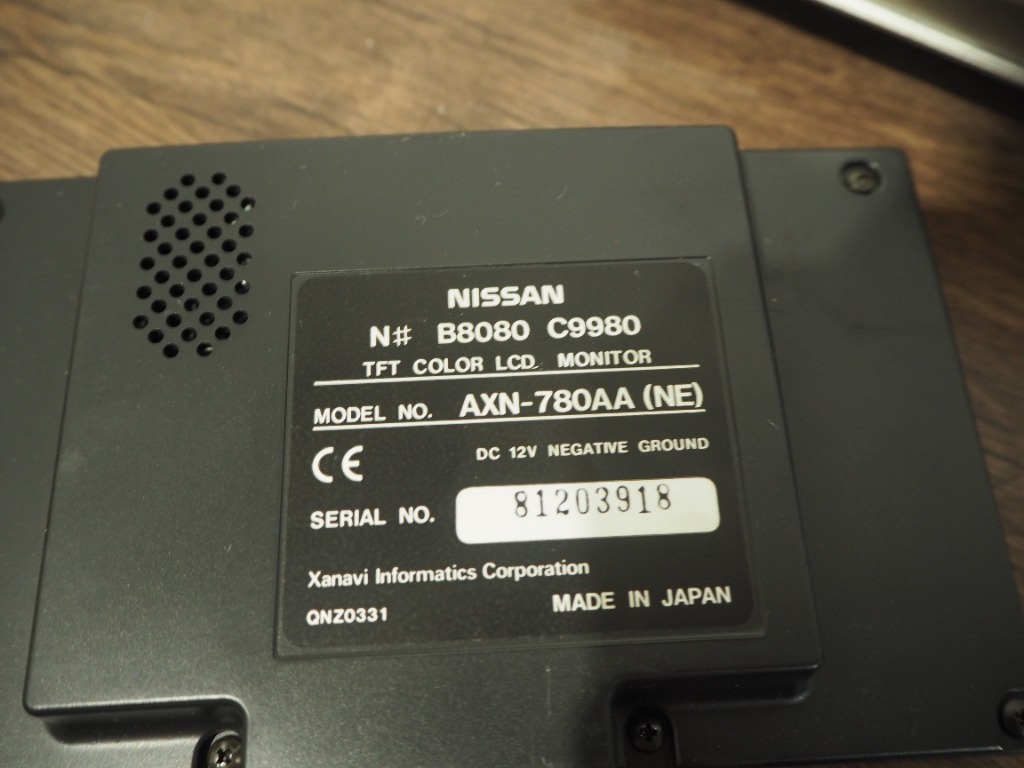 NISSAN
N# B8080 C9980
TFT COLOR LCD MONITOR
MODEL NO. AXN-780AA (NE)
CE DC 12V NEGATIVE GROUND
SERIAL NO. 81203918
Xanavi Informatics Corporation
QNZ0331 MADE IN JAPAN